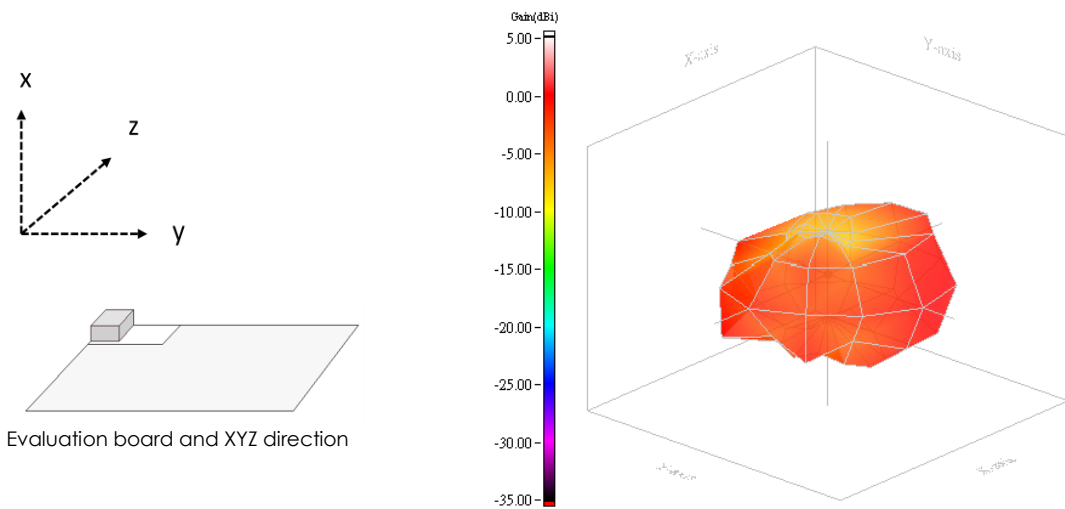 Gain(dBi)
5.00
0.00
-5.00
-10.00
-15.00
-20.00
-25.00
-30.00
-35.00
x
z
y
Evaluation board and XYZ direction
X-axis
Y-axis